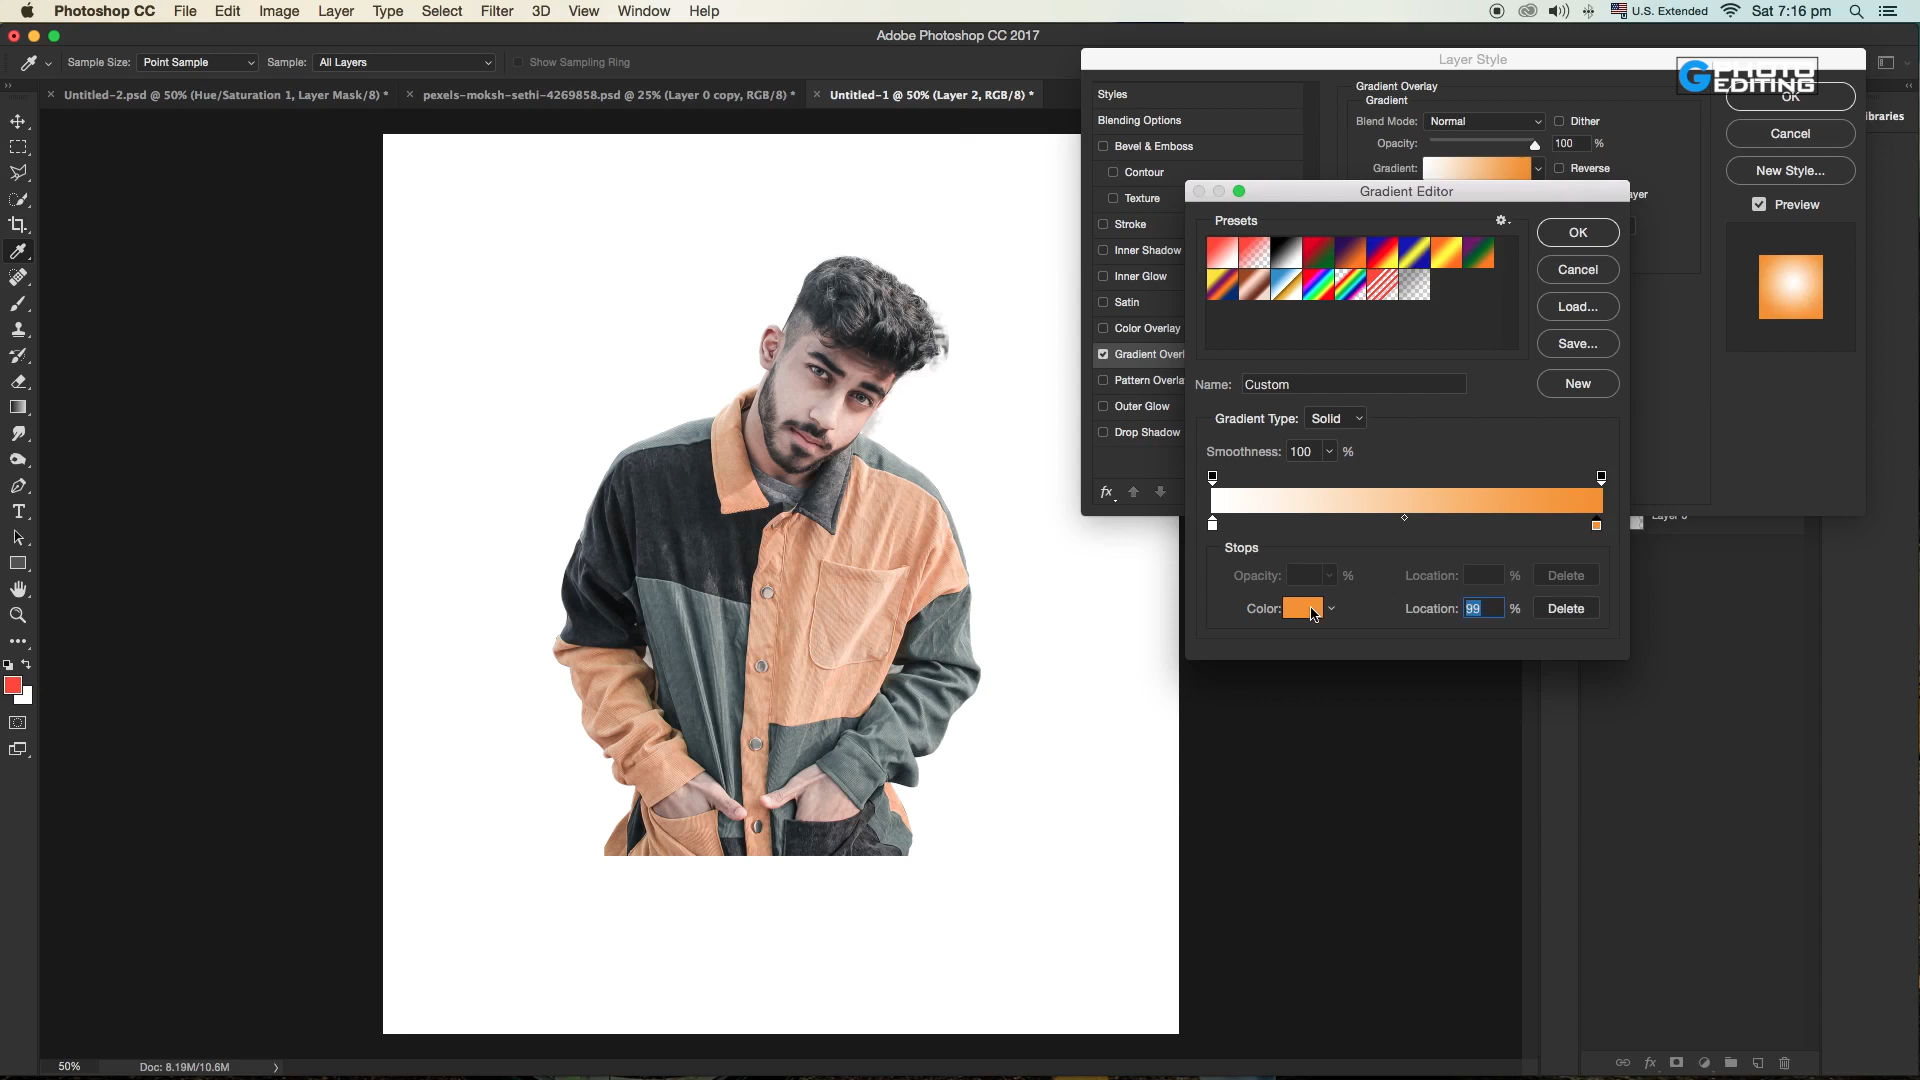 Photoshop CC File Edit Image Layer Type Select Filter 3D View Window Help U.S. Extended Sat 7:16 pm
Adobe Photoshop CC 2017
Sample Size: Point Sample Sample: All Layers Show Sampling Ring
Untitled-2.psd @ 50% (Hue/Saturation 1, Layer Mask/8) * pexels-moksh-sethi-4269858.psd @ 25% (Layer 0 copy, RGB/8) * Untitled-1 @ 50% (Layer 2, RGB/8) *
Layer Style
G PHOTO
EDITING
Styles
Blending Options
Bevel & Emboss
Contour
Texture
Stroke
Inner Shadow
Inner Glow
Satin
Color Overlay
Gradient Overl
Pattern Overla
Outer Glow
Drop Shadow
fx
Gradient Overlay
Gradient
Blend Mode: Normal Dither
Opacity: 100 %
Gradient: Reverse
ayer
OK
Cancel
New Style...
Preview
ibraries
Gradient Editor
Presets
OK
Cancel
Load...
Save...
New
Name: Custom
Gradient Type: Solid
Smoothness: 100 %
Stops
Opacity: % Location: % Delete
Color: Location: 99 % Delete
50% Doc: 8.19M/10.6M
fx